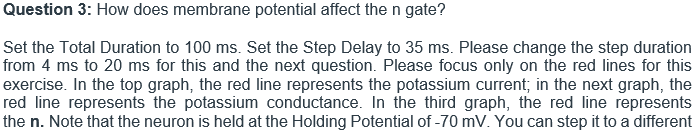 Question 3: How does membrane potential affect the n gate?
Set the Total Duration to 100 ms. Set the Step Delay to 35 ms. Please change the step duration
from 4 ms to 20 ms for this and the next question. Please focus only on the red lines for this
exercise. In the top graph, the red line represents the potassium current; in the next graph, the
red line represents the potassium conductance. In the third graph, the red line represents
the n. Note that the neuron is held at the Holding Potential of -70 mV. You can step it to a different